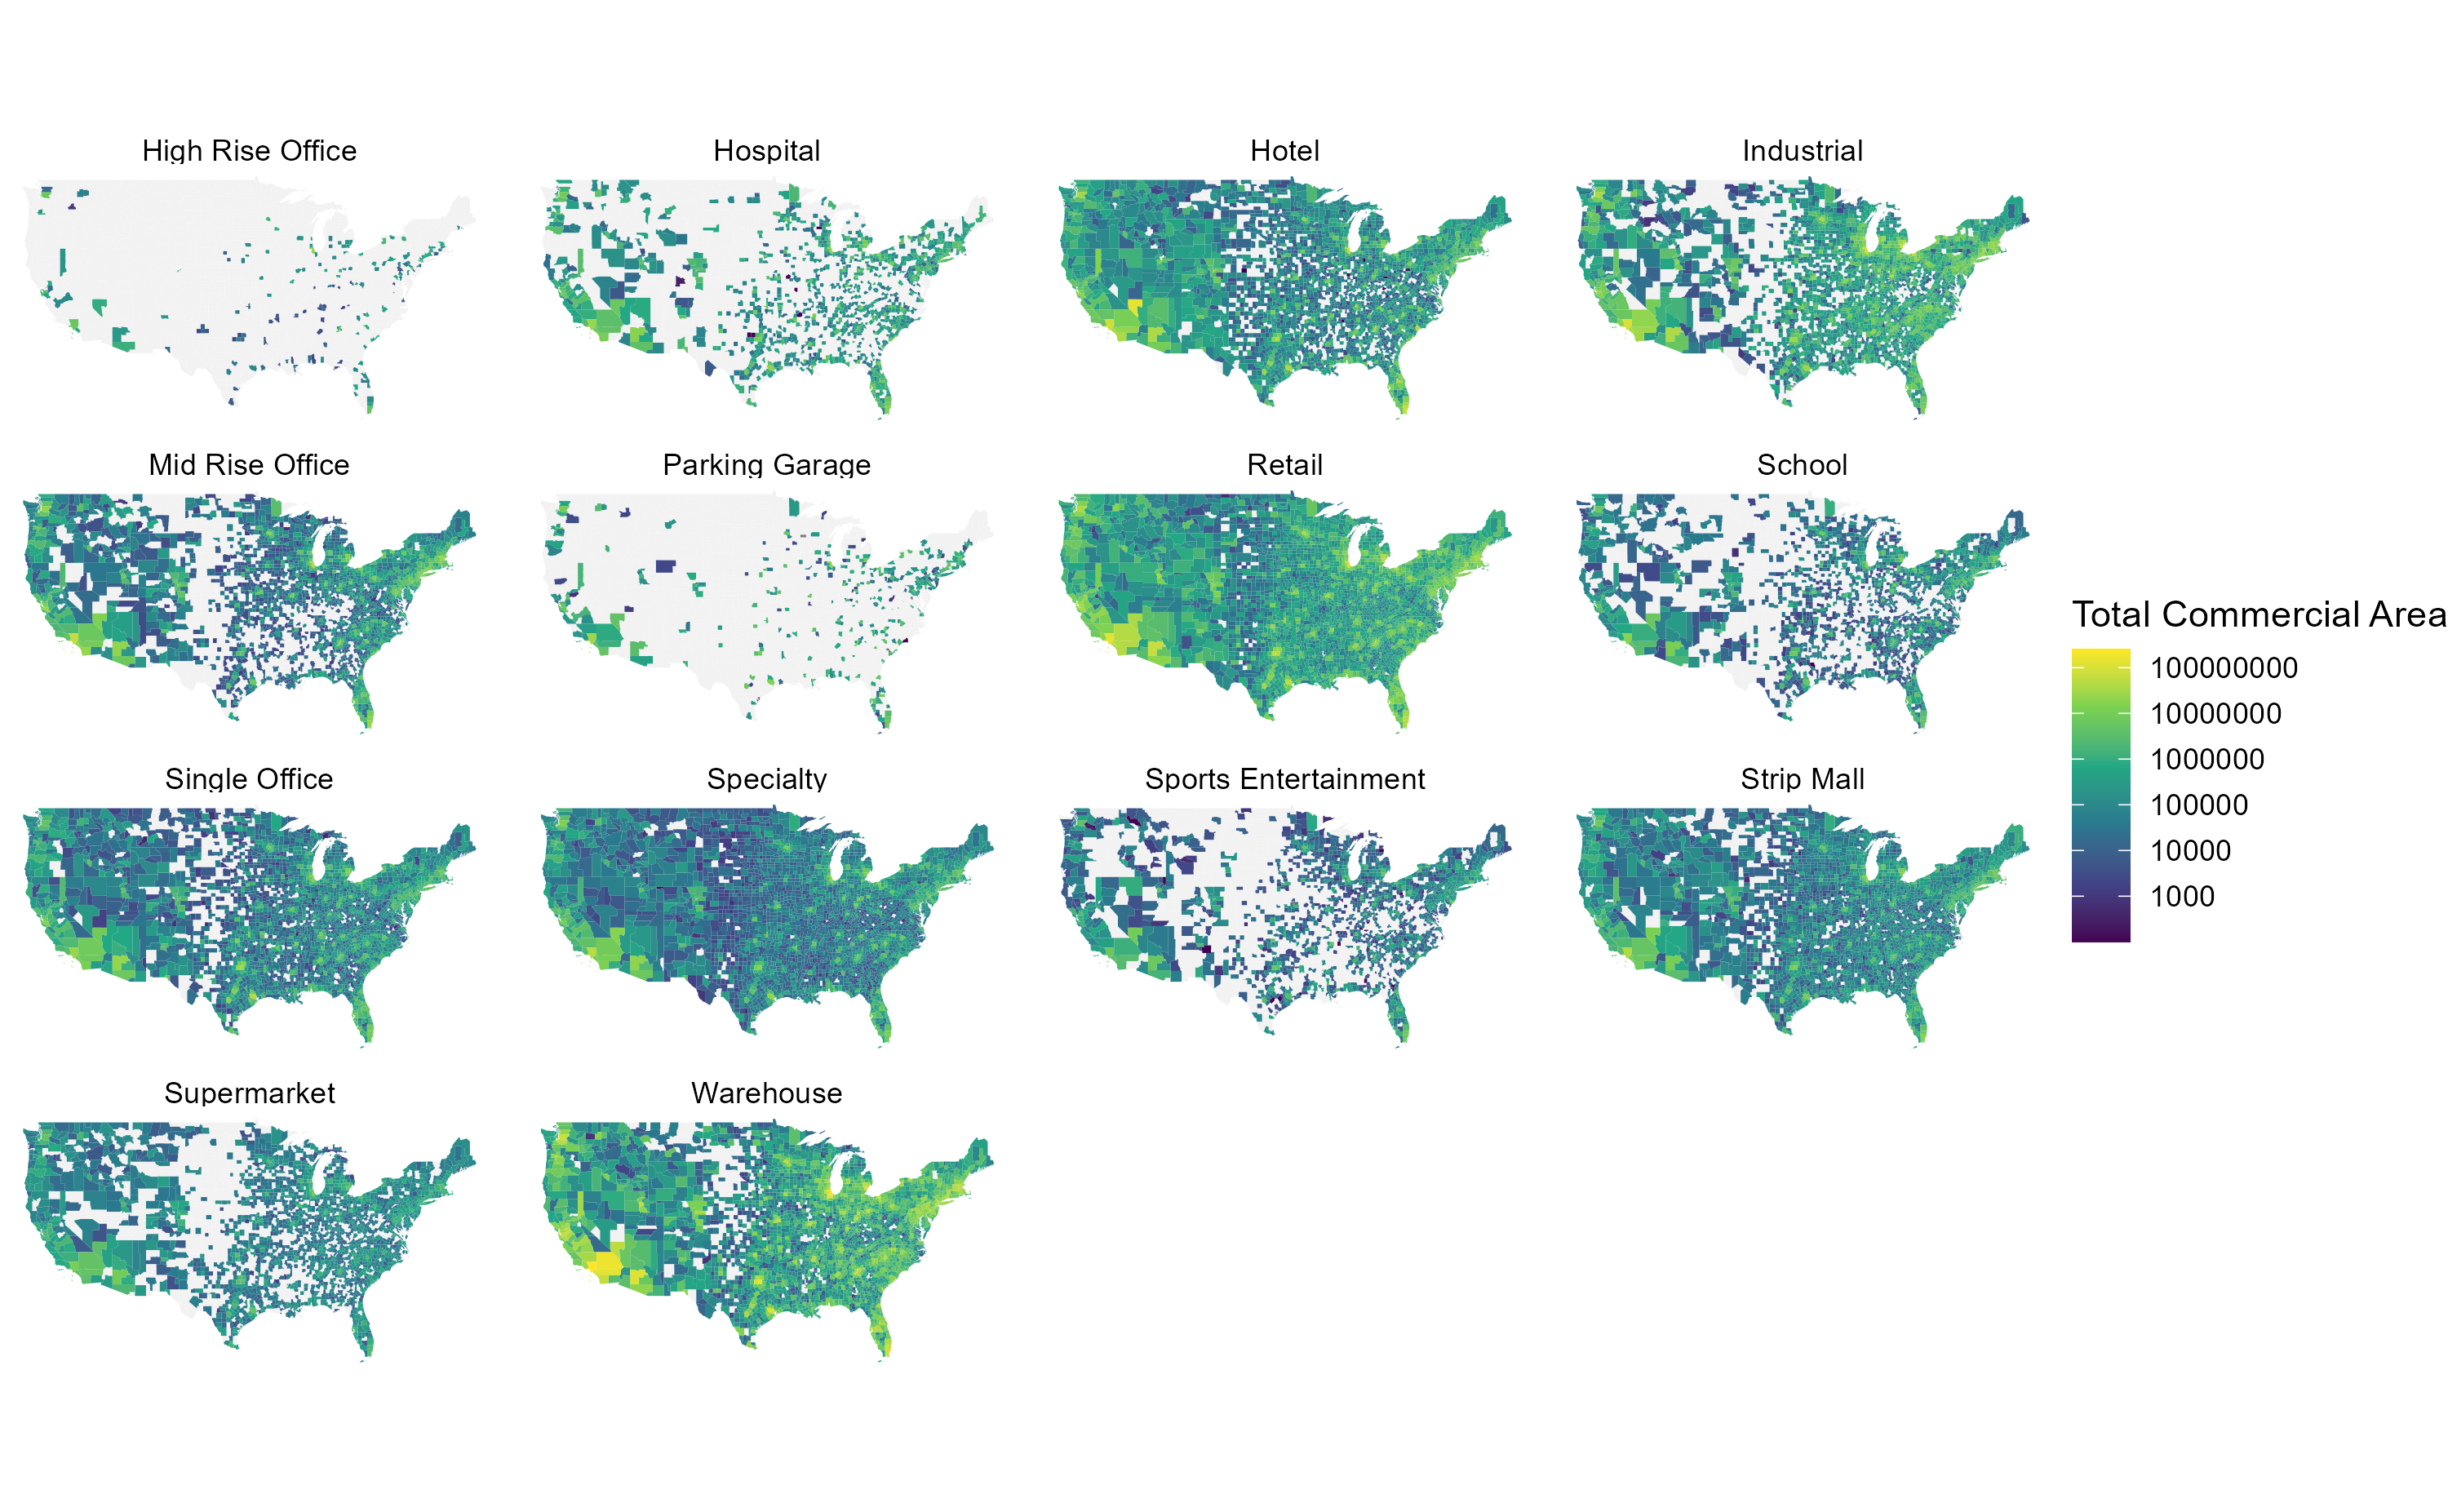 High Rise Office
Hospital
Hotel
Industrial
Mid Rise Office
Parking Garage
Retail
School
Single Office
Specialty
Sports Entertainment
Strip Mall
Supermarket
Warehouse
Total Commercial Area
100000000
10000000
1000000
100000
10000
1000